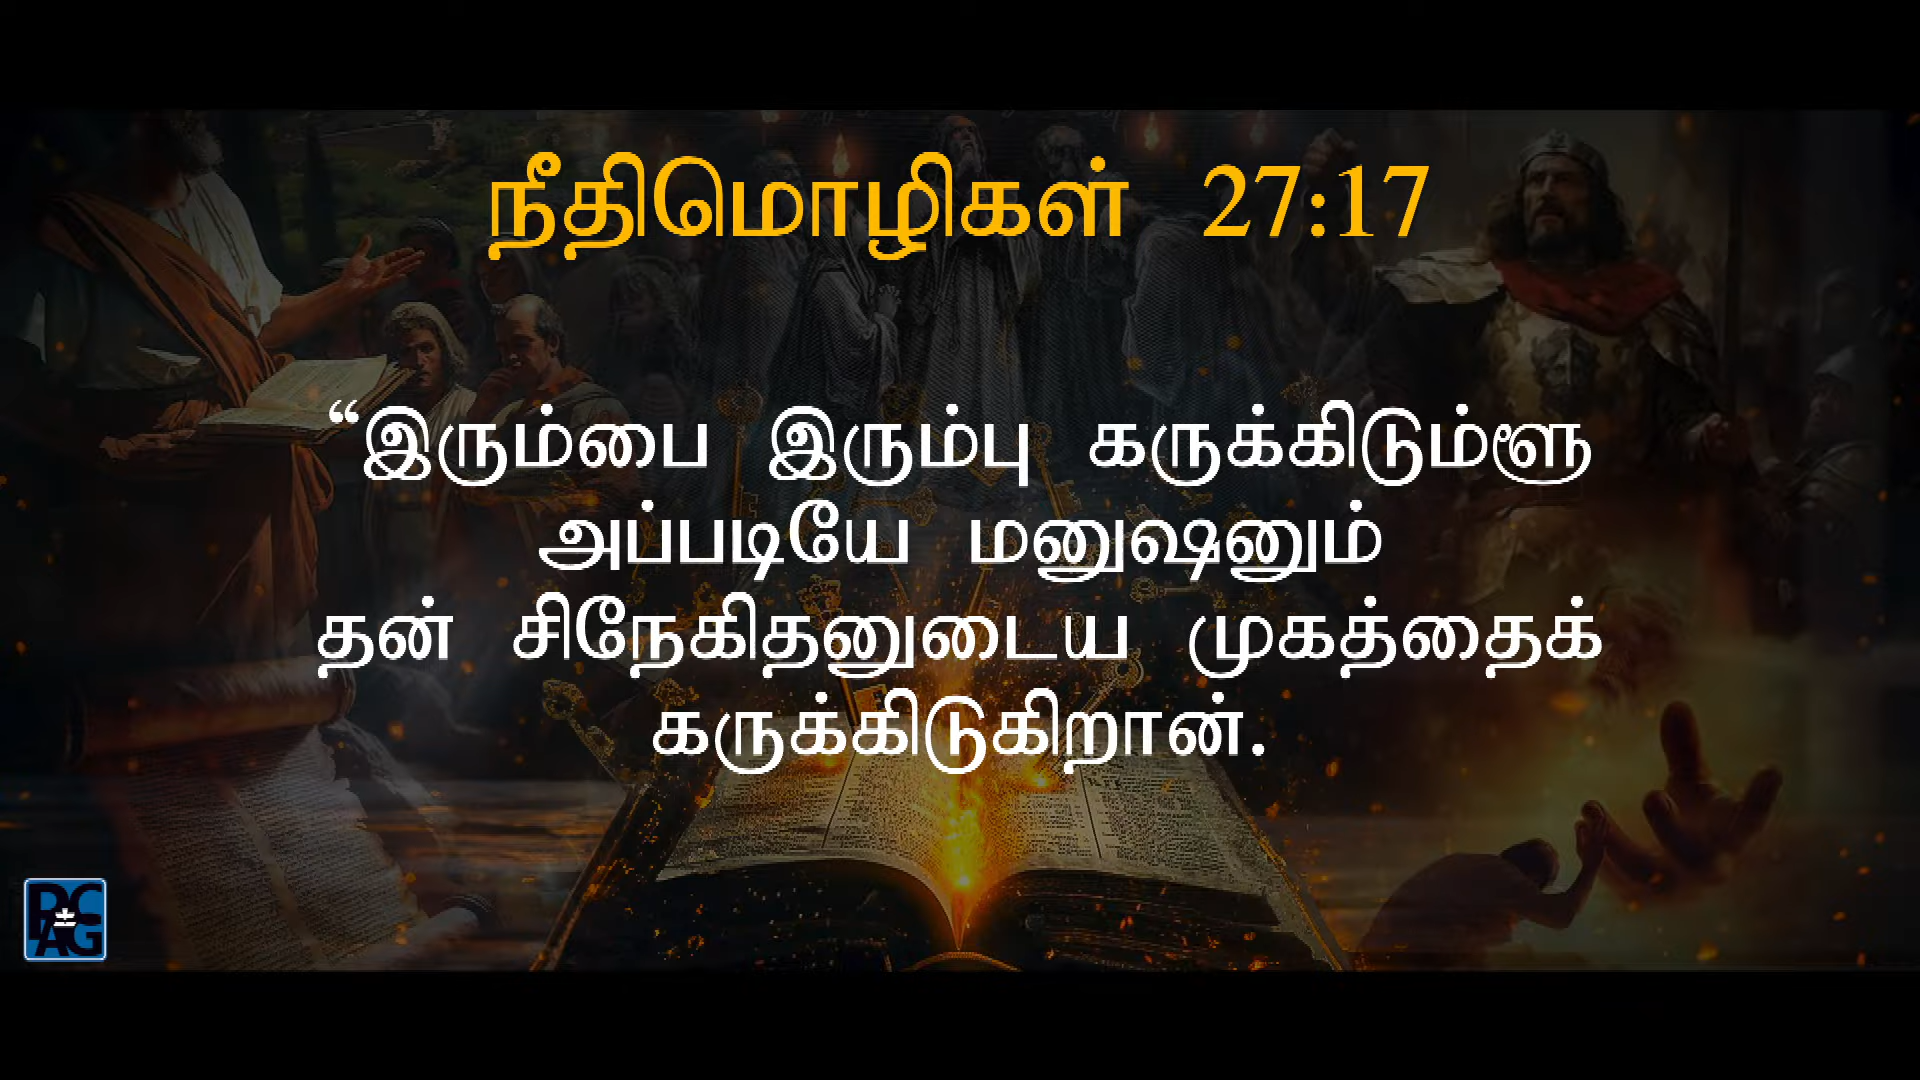 நீதிமொழிகள் 27:17
“இரும்பை இரும்பு கருக்கிடும்ளூ
அப்படியே மனுஷனும்
தன் சிநேகிதனுடைய முகத்தைக்
கருக்கிடுகிறான்.